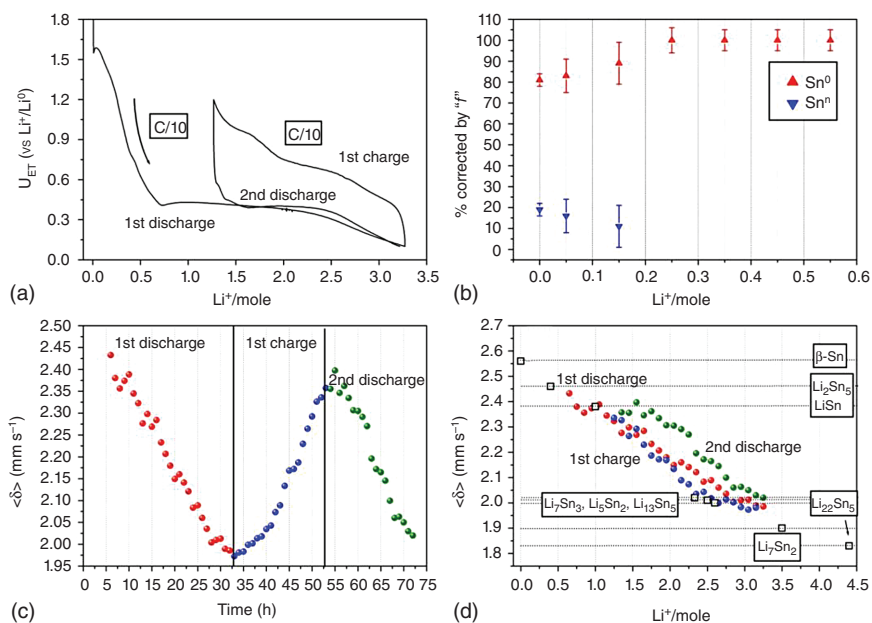 1.8
1.5
1.2
0.9
0.6
0.3
0.0
U_ET (vs Li⁺/Li⁰)
C/10
C/10
1st charge
2nd discharge
1st discharge
0.0 0.5 1.0 1.5 2.0 2.5 3.0 3.5
Li⁺/mole
(a)
110
100
90
80
70
60
50
40
30
20
10
0
% corrected by "f"
Sn⁰
Snⁿ
0.0 0.1 0.2 0.3 0.4 0.5 0.6
Li⁺/mole
(b)
2.50
2.45
2.40
2.35
2.30
2.25
2.20
2.15
2.10
2.05
2.00
1.95
<δ> (mm s⁻¹)
1st discharge
1st charge
2nd discharge
0 5 15 25 35 45 55 65 75
Time (h)
(c)
2.7
2.6
2.5
2.4
2.3
2.2
2.1
2.0
1.9
1.8
<δ> (mm s⁻¹)
β-Sn
Li₂Sn₅
LiSn
1st discharge
1st charge
2nd discharge
Li₇Sn₃, Li₅Sn₂, Li₁₃Sn₅
Li₂₂Sn₅
Li₇Sn₂
0.0 0.5 1.0 1.5 2.0 2.5 3.0 3.5 4.0 4.5
Li⁺/mole
(d)